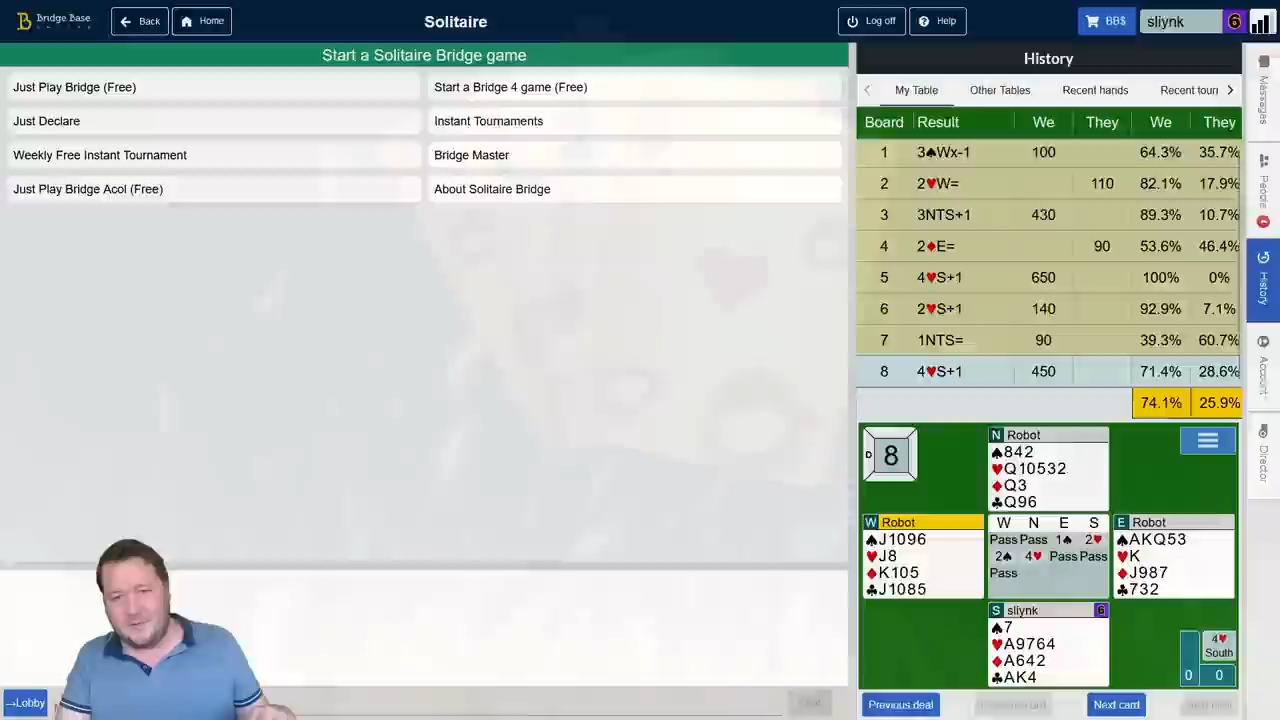 Bridge Base
Back
Home
Solitaire
Log off
Help
BB$
sliynk
6
Start a Solitaire Bridge game
Just Play Bridge (Free)
Start a Bridge 4 game (Free)
Just Declare
Instant Tournaments
Weekly Free Instant Tournament
Bridge Master
Just Play Bridge Acol (Free)
About Solitaire Bridge
→Lobby
Chat
History
My Table Other Tables Recent hands Recent tourn
Board Result We They We They
1 3♠Wx-1 100 64.3% 35.7%
2 2♥W= 110 82.1% 17.9%
3 3NTS+1 430 89.3% 10.7%
4 2♦E= 90 53.6% 46.4%
5 4♥S+1 650 100% 0%
6 2♥S+1 140 92.9% 7.1%
7 1NTS= 90 39.3% 60.7%
8 4♥S+1 450 71.4% 28.6%
74.1% 25.9%
D 8
N Robot
♠842
♥Q10532
♦Q3
♣Q96
W Robot
♠J1096
♥J8
♦K105
♣J1085
W N E S
Pass Pass 1♠ 2♥
2♠ 4♥ Pass Pass
Pass
E Robot
♠AKQ53
♥K
♦J987
♣732
S sliynk 6
♠7
♥A9764
♦A642
♣AK4
4♥
South
0 0
Previous deal
Next card
Messages
People
History
Account
Director